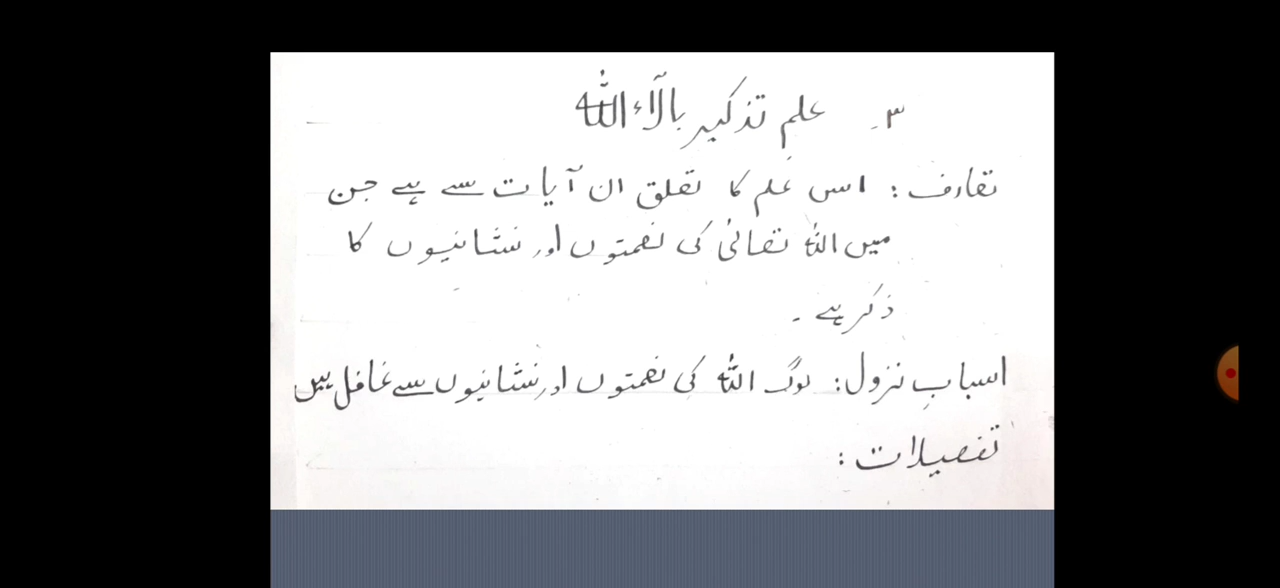 ۳۔ علم تذکیر بالآء اللہ
تعارف : اس علم کا تعلق ان آیات سے ہے جن
میں اللہ تعالیٰ کی نعمتوں اور نشانیوں کا
ذکر ہے ۔
اسبابِ نزول : لوگ اللہ کی نعمتوں اور نشانیوں سے غافل ہیں
تفصیلات :